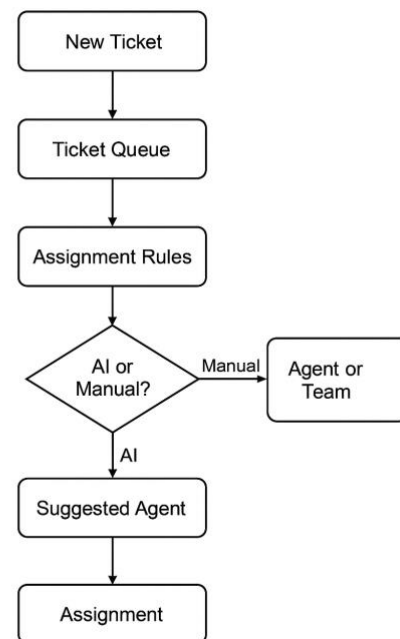 New Ticket
Ticket Queue
Assignment Rules
AI or
Manual?
Manual
Agent or
Team
AI
Suggested Agent
Assignment